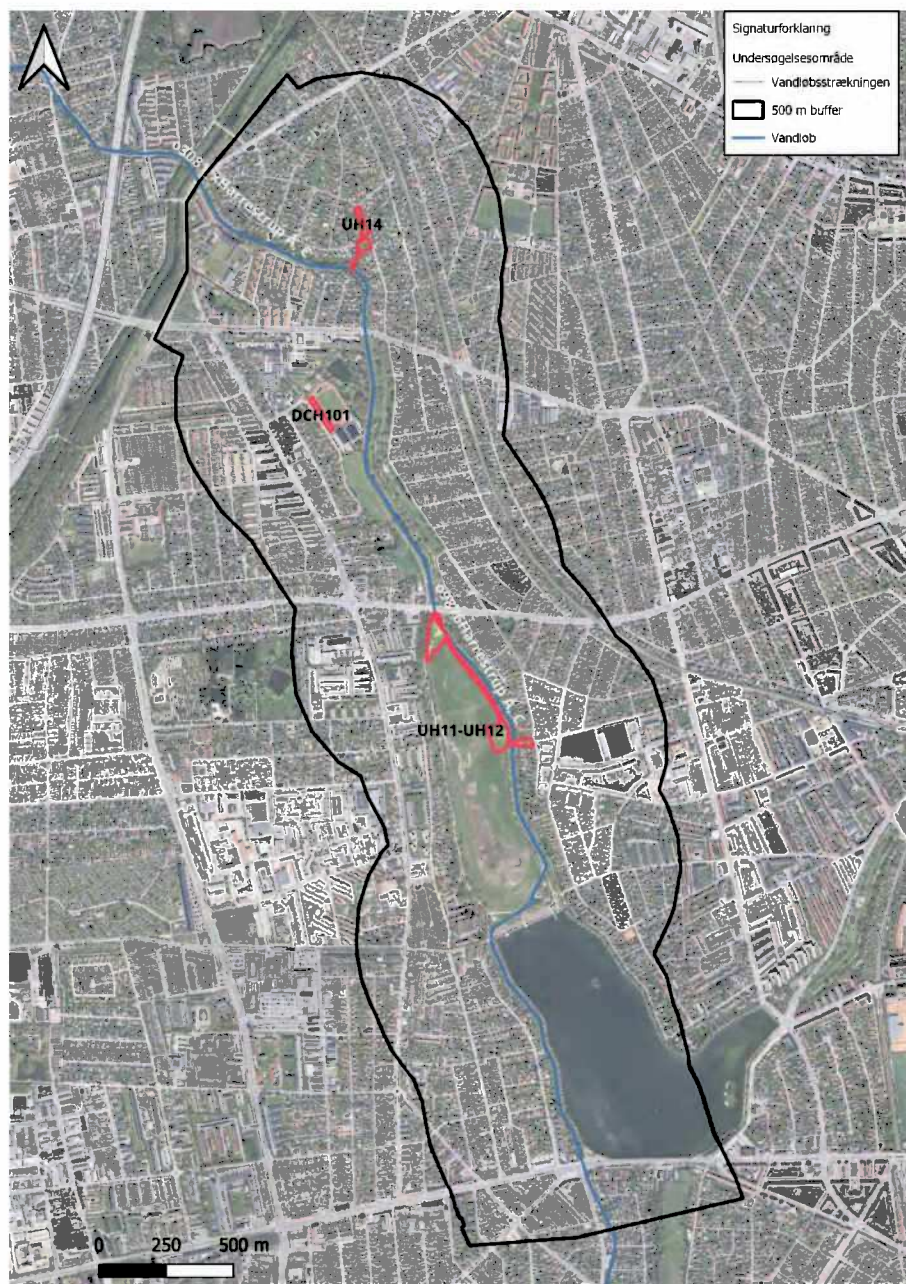 Signaturforklaring
Undersøgelsesområde
Vandløbsstrækningen
500 m buffer
Vandløb
UH14
DCH101
UH11-UH12
0 250 500 m